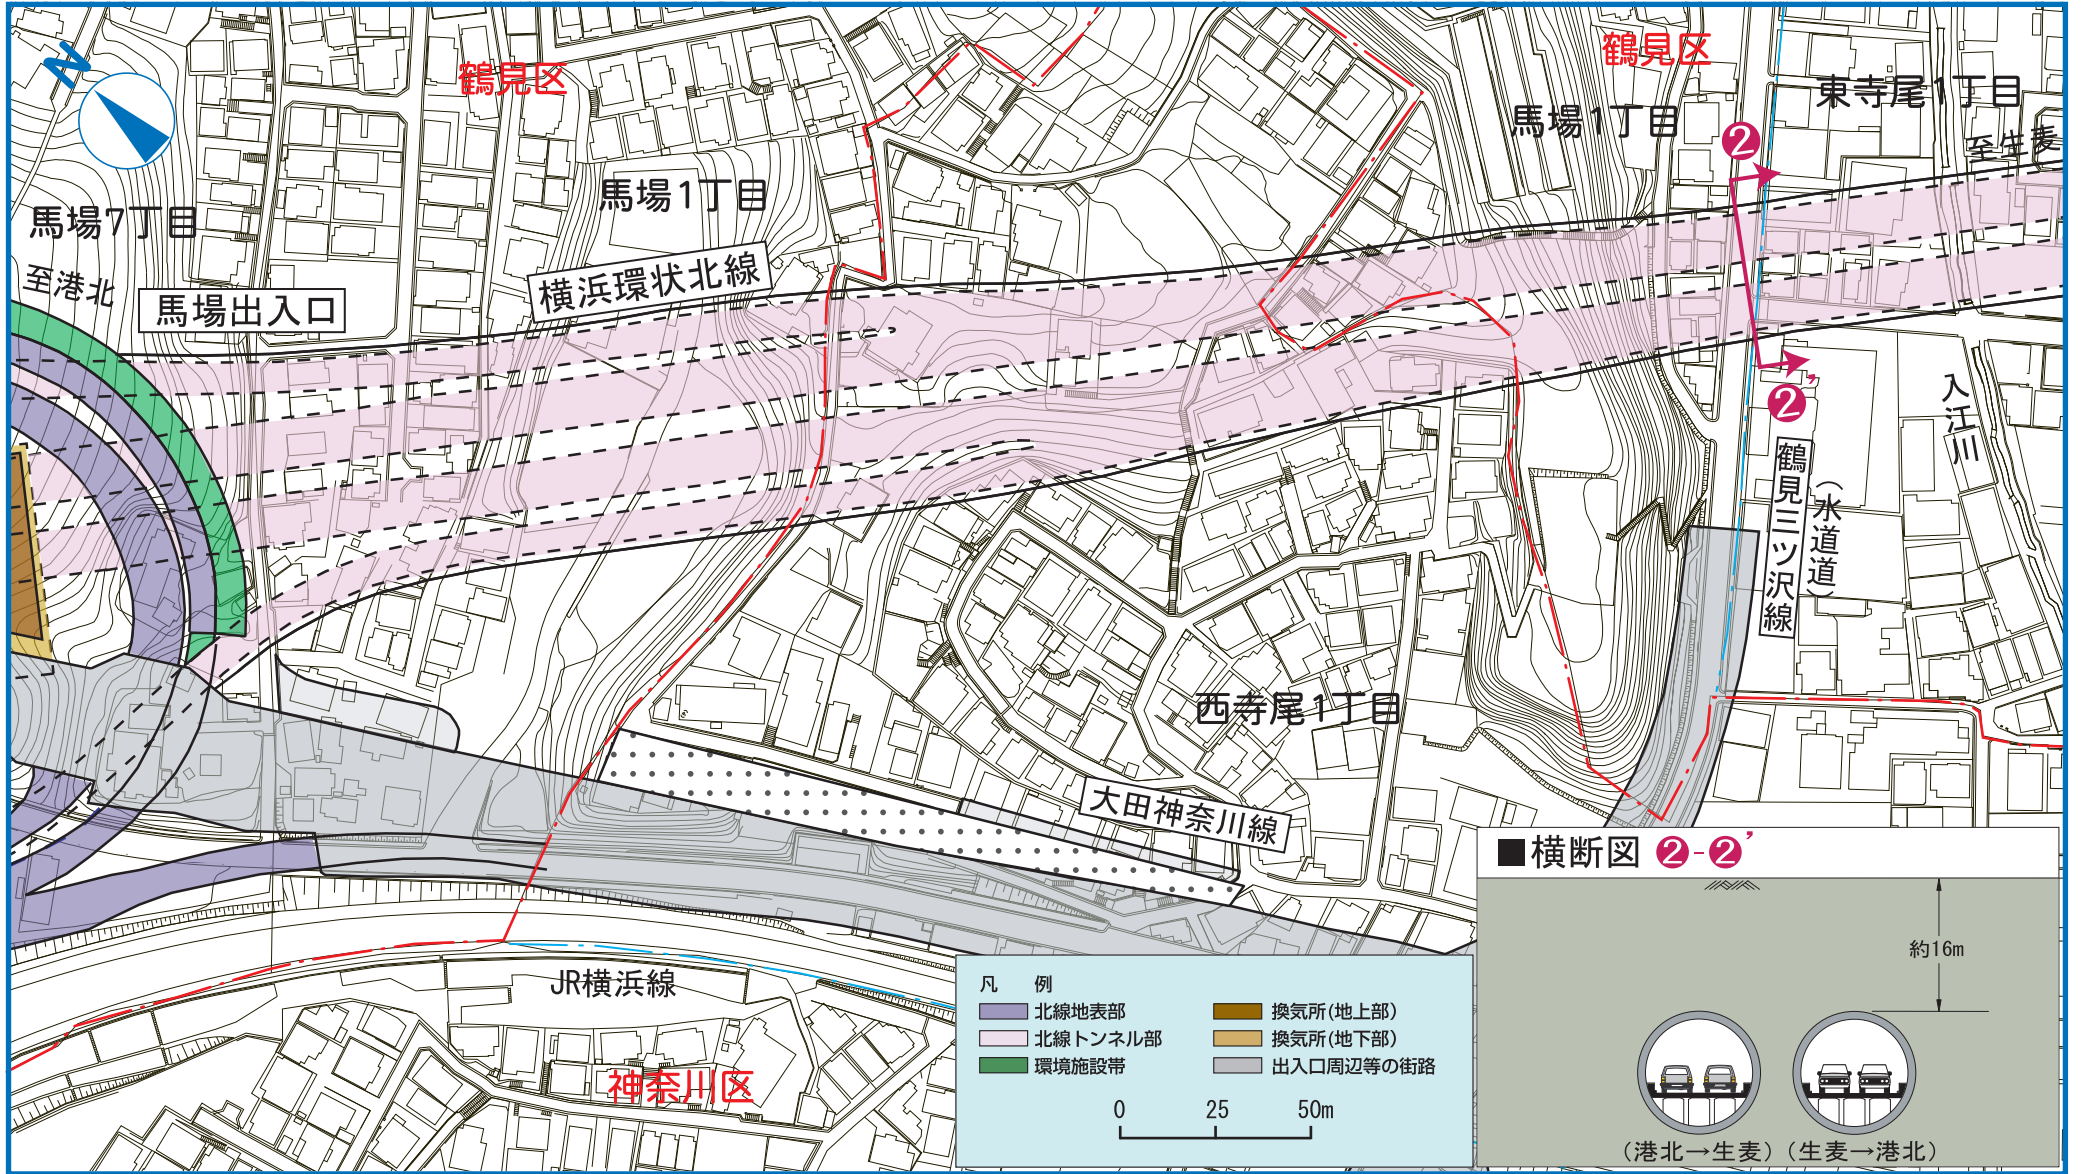 N
鶴見区
鶴見区
東寺尾1丁目
馬場1丁目
2
至生麦
馬場1丁目
馬場7丁目
至港北
横浜環状北線
馬場出入口
2’
入江川
鶴見三ツ沢線
(水道道)
西寺尾1丁目
大田神奈川線
JR横浜線
神奈川区
凡　例
北線地表部
北線トンネル部
環境施設帯
換気所(地上部)
換気所(地下部)
出入口周辺等の街路
0 25 50m
■横断図 2-2’
約16m
(港北→生麦) (生麦→港北)